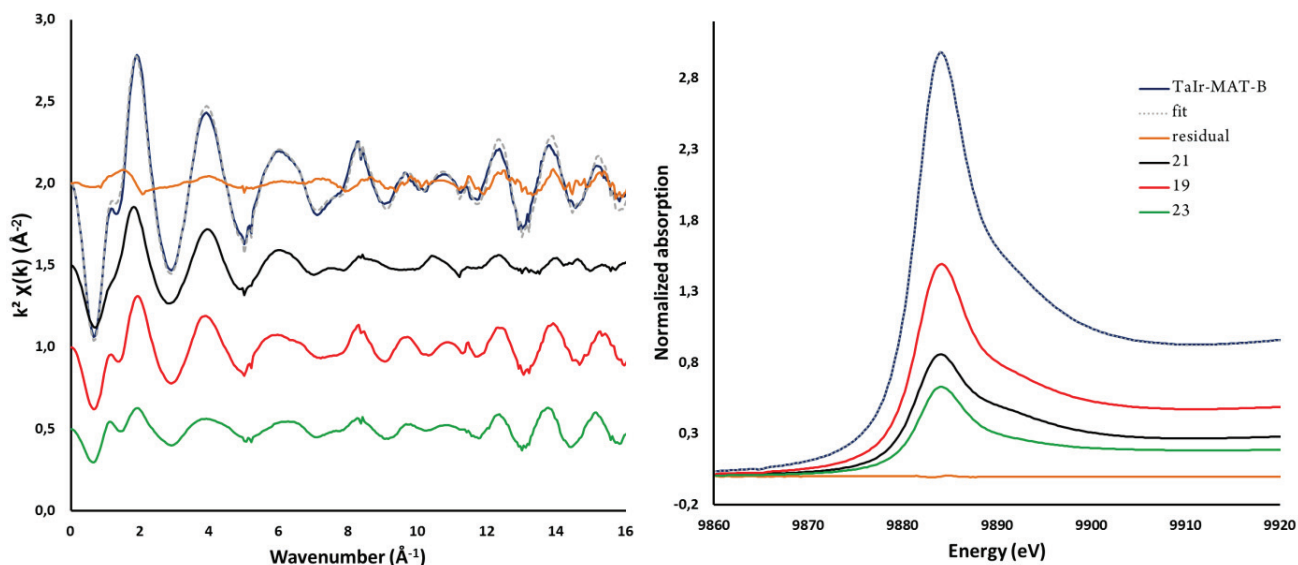 3,0
2,5
2,0
1,5
1,0
0,5
0,0
k² χ(k) (Å⁻²)
0 2 4 6 8 10 12 14 16
Wavenumber (Å⁻¹)
2,8
2,3
1,8
1,3
0,8
0,3
-0,2
Normalized absorption
9860 9870 9880 9890 9900 9910 9920
Energy (eV)
TaIr-MAT-B
fit
residual
21
19
23